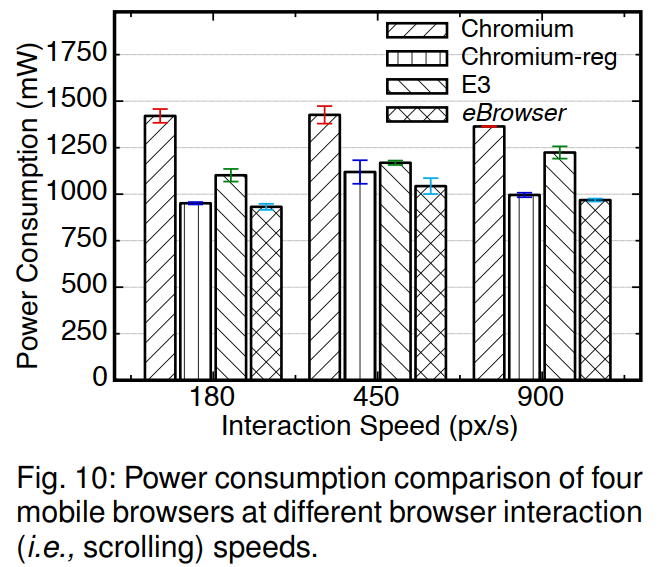 Power Consumption (mW)
1750
1500
1250
1000
750
500
250
0
Chromium
Chromium-reg
E3
eBrowser
180 450 900
Interaction Speed (px/s)
Fig. 10: Power consumption comparison of four
mobile browsers at different browser interaction
(i.e., scrolling) speeds.